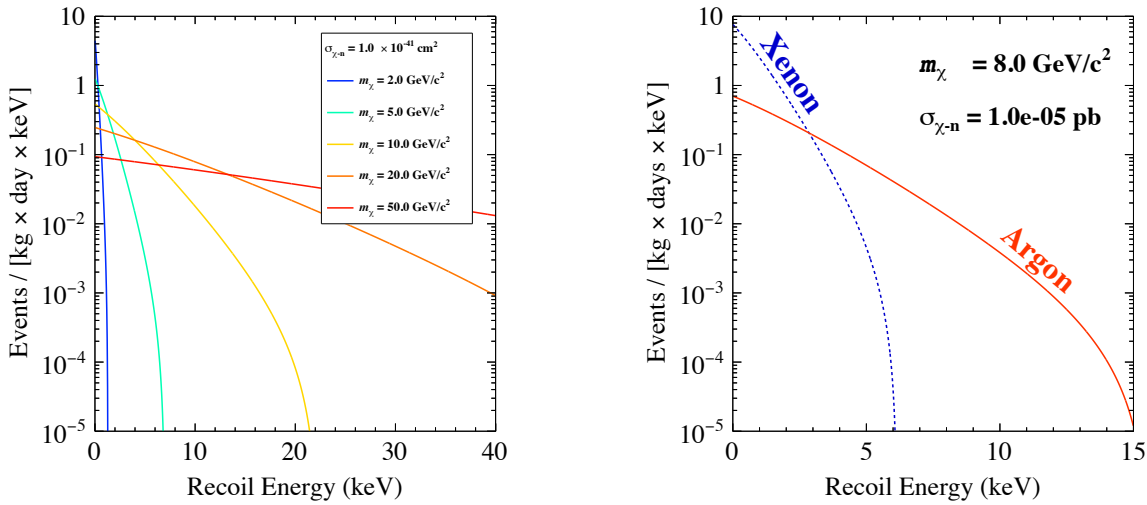 10
1
10⁻¹
10⁻²
10⁻³
10⁻⁴
10⁻⁵
Events / [kg × day × keV]
0
10
20
30
40
Recoil Energy (keV)
σχ-n = 1.0 × 10⁻⁴¹ cm²
mχ = 2.0 GeV/c²
mχ = 5.0 GeV/c²
mχ = 10.0 GeV/c²
mχ = 20.0 GeV/c²
mχ = 50.0 GeV/c²
10
1
10⁻¹
10⁻²
10⁻³
10⁻⁴
10⁻⁵
Events / [kg × days × keV]
0
5
10
15
Recoil Energy (keV)
Xenon
Argon
mχ = 8.0 GeV/c²
σχ-n = 1.0e-05 pb